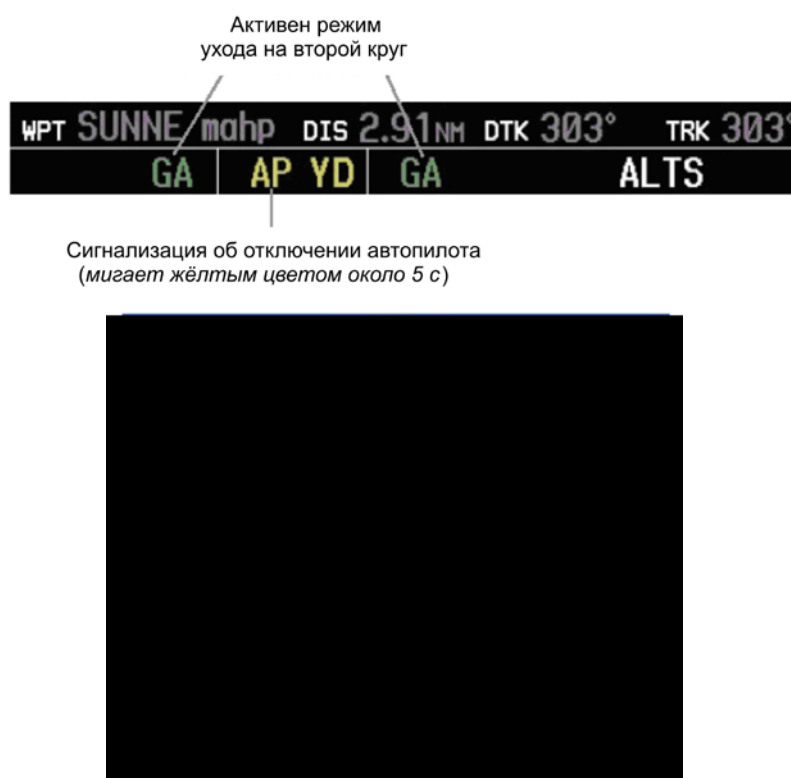 Активен режим
ухода на второй круг
WPT SUNNE mahp DIS 2.91NM DTK 303° TRK 303°
GA AP YD GA ALTS
Сигнализация об отключении автопилота
(мигает жёлтым цветом около 5 с)